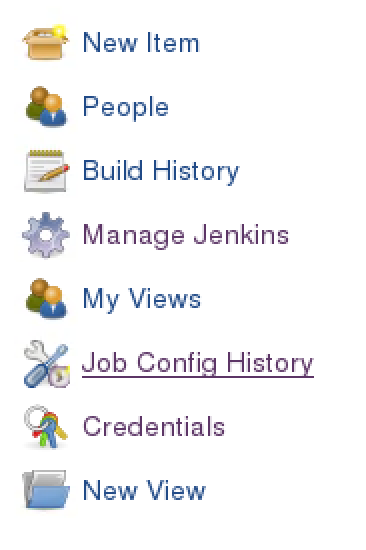 New Item
People
Build History
Manage Jenkins
My Views
Job Config History
Credentials
New View